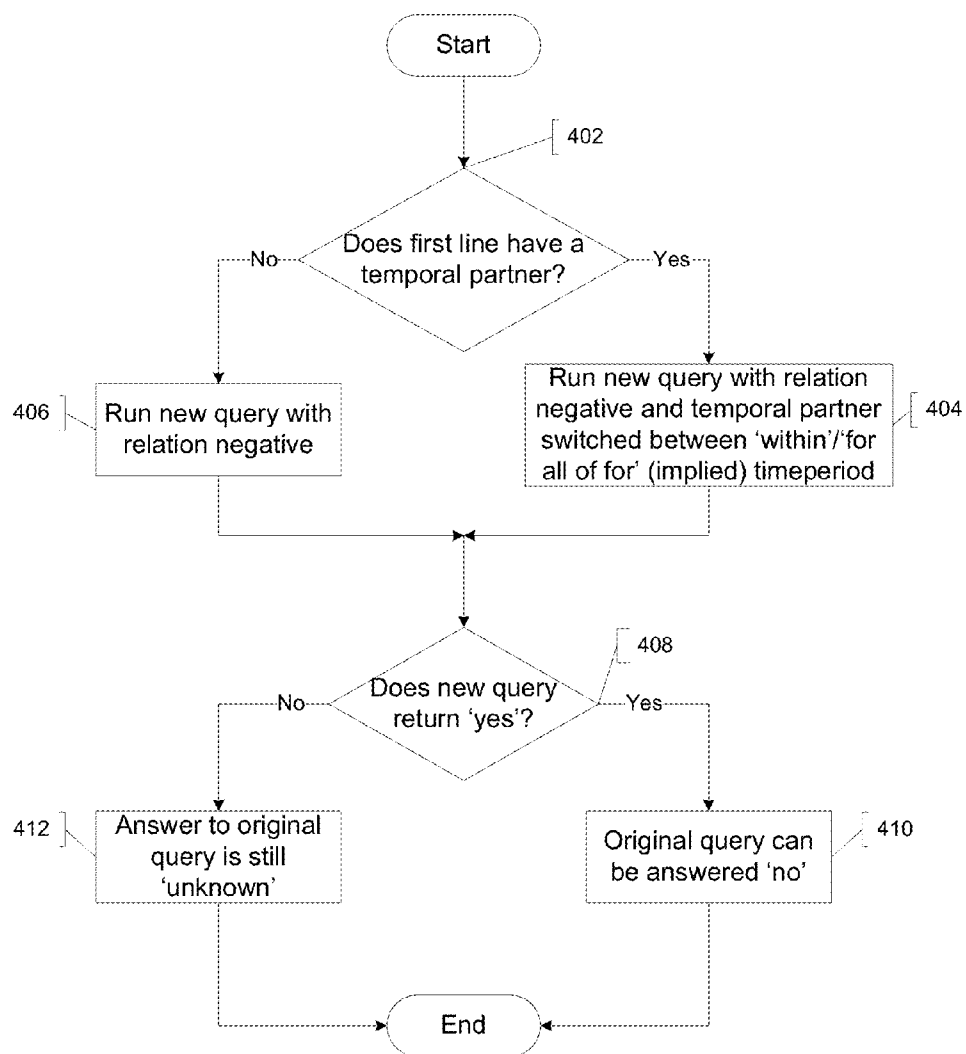 Start
402
Does first line have a
temporal partner?
No
Yes
406
Run new query with
relation negative
Run new query with relation
negative and temporal partner
switched between ‘within’/‘for
all of for’ (implied) timeperiod
404
408
Does new query
return ‘yes’?
No
Yes
412
Answer to original
query is still
‘unknown’
Original query can
be answered ‘no’
410
End